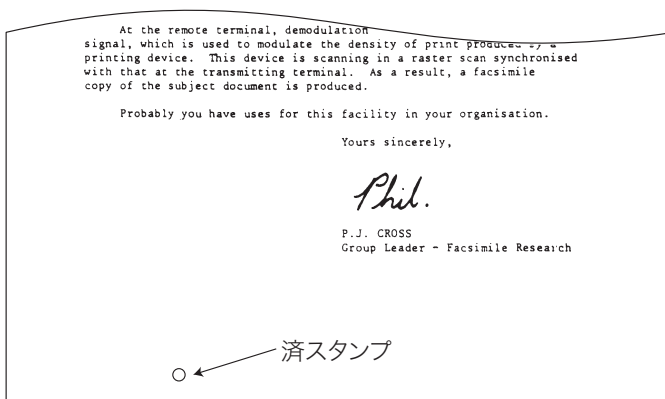 At the remote terminal, demodulation
signal, which is used to modulate the density of print produced by a
printing device. This device is scanning in a raster scan synchronised
with that at the transmitting terminal. As a result, a facsimile
copy of the subject document is produced.
Probably you have uses for this facility in your organisation.
Yours sincerely,
Phil.
P.J. CROSS
Group Leader - Facsimile Research
済スタンプ